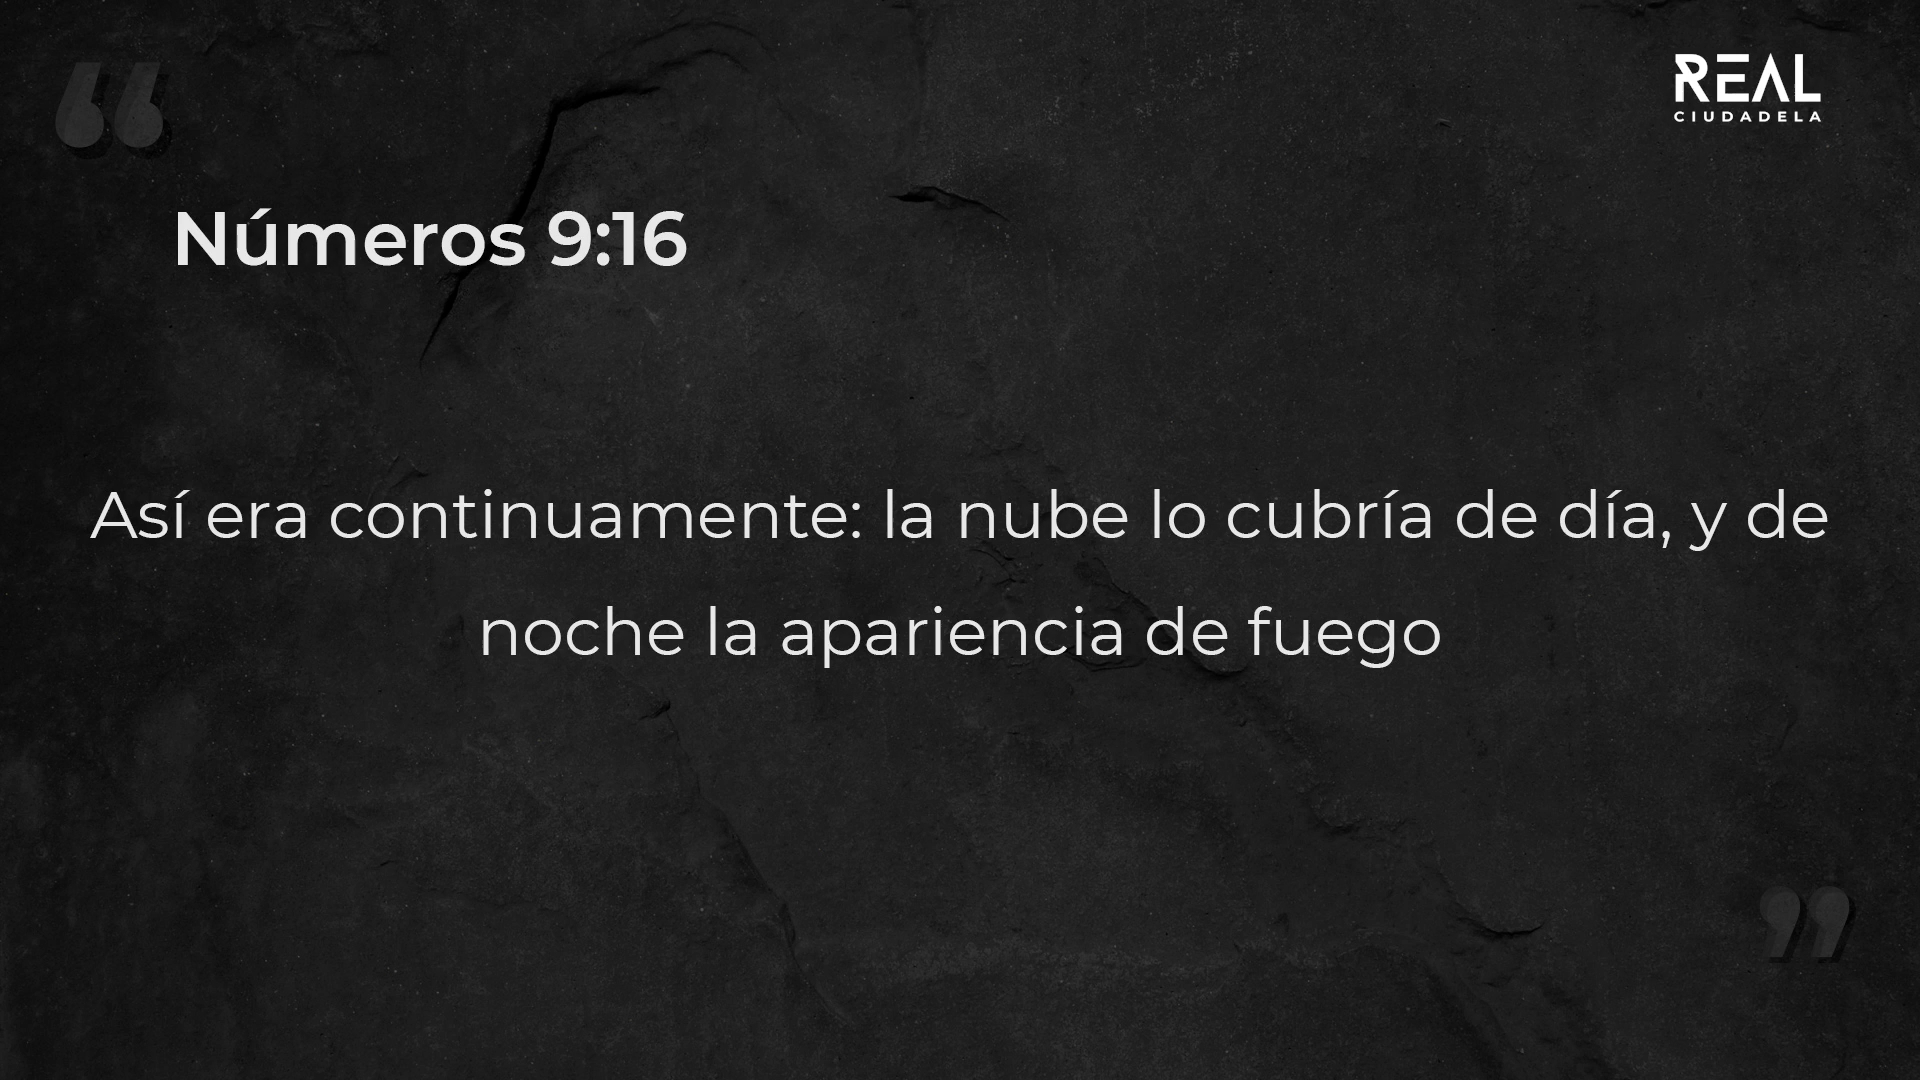 REAL
CIUDADELA
Números 9:16
Así era continuamente: la nube lo cubría de día, y de
noche la apariencia de fuego